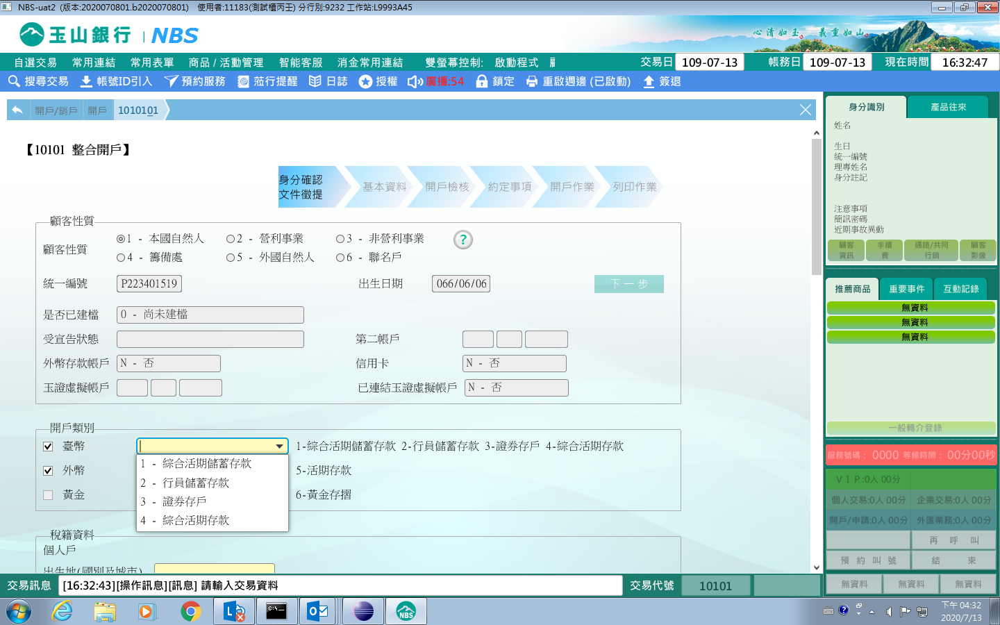 NBS-uat2 (版本:2020070801.b2020070801) 使用者:11183(測試櫃丙壬) 分行別:9232 工作站:L9993A45
玉山銀行 | NBS
心清如玉 義重如山
自選交易 常用連結 常用表單 商品/活動管理 智能客服 消金常用連結 雙螢幕控制: 啟動程式
交易日 109-07-13 帳務日 109-07-13 現在時間 16:32:47
搜尋交易 帳號ID引入 預約服務 蒞行提醒 日誌 授權 廣播:54 鎖定 重啟週邊 (已啟動) 簽退
開戶/銷戶 開戶 1010101
【10101 整合開戶】
身分確認
文件徵提
基本資料 開戶檢核 約定事項 開戶作業 列印作業
顧客性質
顧客性質
1 - 本國自然人 2 - 營利事業 3 - 非營利事業 ?
4 - 籌備處 5 - 外國自然人 6 - 聯名戶
統一編號 P223401519 出生日期 066/06/06 下一步
是否已建檔 0 - 尚未建檔
受宣告狀態 第二帳戶
外幣存款帳戶 N - 否 信用卡 N - 否
玉證虛擬帳戶 已連結玉證虛擬帳戶 N - 否
開戶類別
臺幣 1-綜合活期儲蓄存款 2-行員儲蓄存款 3-證券存戶 4-綜合活期存款
1 - 綜合活期儲蓄存款
外幣 5-活期存款
2 - 行員儲蓄存款
黃金 6-黃金存摺
3 - 證券存戶
4 - 綜合活期存款
稅籍資料
個人戶
出生地(國別及城市)
身分識別 產品往來
姓名
生日
統一編號
理專姓名
身分註記
注意事項
簡訊密碼
近期事故異動
顧客資訊 手續費 通路/共同行銷 顧客影像
推薦商品 重要事件 互動記錄
無資料
無資料
無資料
一般轉介登錄
服務號碼: 0000 等候時間: 00分00秒
VIP:0人 00分
個人交易:0人 00分 企業交易:0人 00分
開戶/申請:0人 00分 外匯業務:0人 00分
再呼叫
預約叫號 結束
無資料 無資料 無資料
交易訊息 [16:32:43][操作訊息][訊息] 請輸入交易資料 交易代號 10101
NBS
下午 04:32
2020/7/13